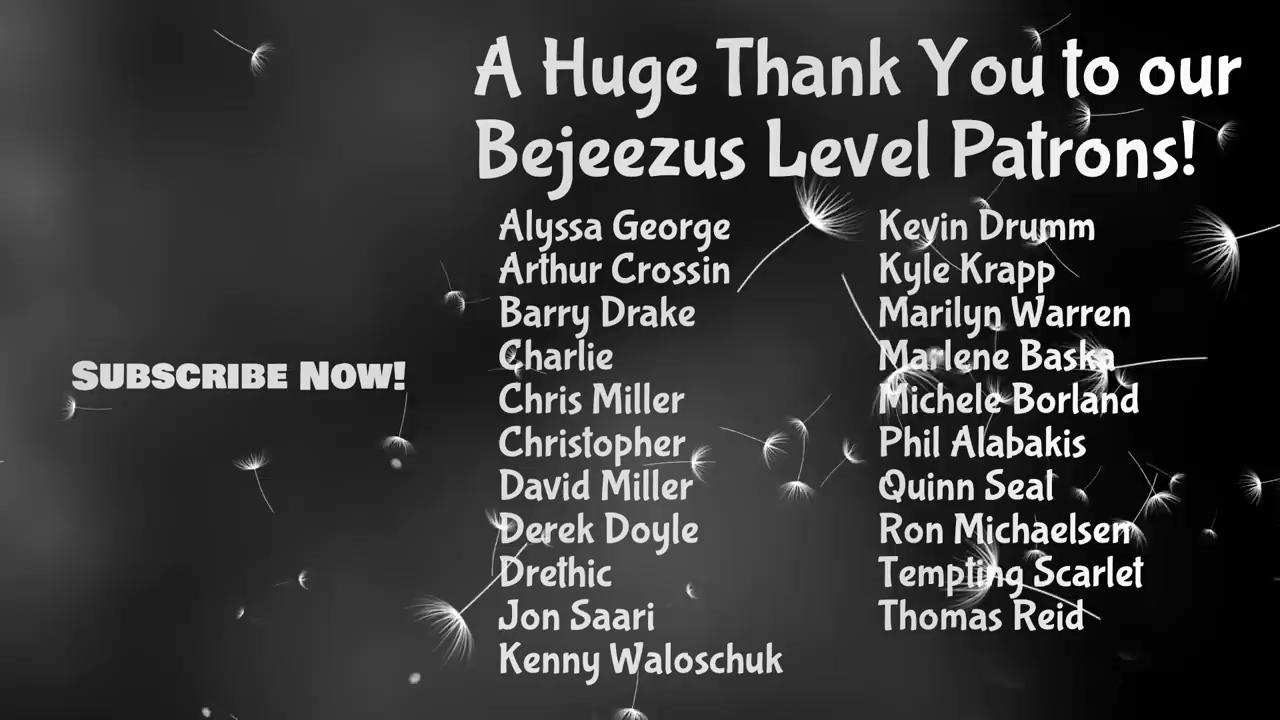 A Huge Thank You to our
Bejeezus Level Patrons!
Alyssa George
Arthur Crossin
Barry Drake
Charlie
Chris Miller
Christopher
David Miller
Derek Doyle
Drethic
Jon Saari
Kenny Waloschuk
Kevin Drumm
Kyle Krapp
Marilyn Warren
Marlene Baska
Michele Borland
Phil Alabakis
Quinn Seal
Ron Michaelsen
Tempting Scarlet
Thomas Reid
Subscribe Now!